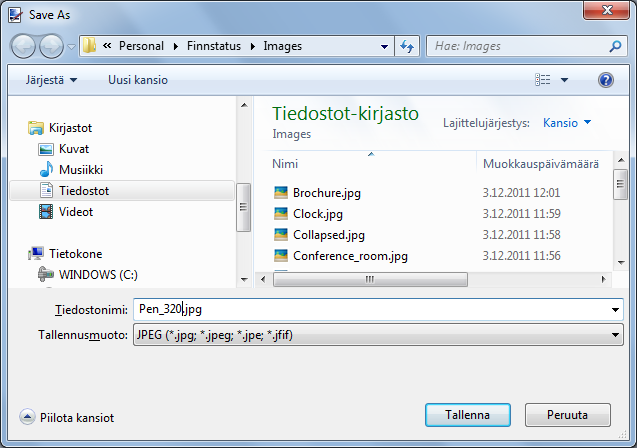 Save As
« Personal ▸ Finnstatus ▸ Images
Hae: Images
Järjestä Uusi kansio
Kirjastot
Kuvat
Musiikki
Tiedostot
Videot
Tietokone
WINDOWS (C:)
Tiedostot-kirjasto
Images
Lajittelujärjestys: Kansio
Nimi Muokkauspäivämäärä
Brochure.jpg 3.12.2011 12:01
Clock.jpg 3.12.2011 11:59
Collapsed.jpg 3.12.2011 11:58
Conference_room.jpg 3.12.2011 11:56
Tiedostonimi: Pen_320.jpg
Tallennusmuoto: JPEG (*.jpg; *.jpeg; *.jpe; *.jfif)
Piilota kansiot
Tallenna Peruuta